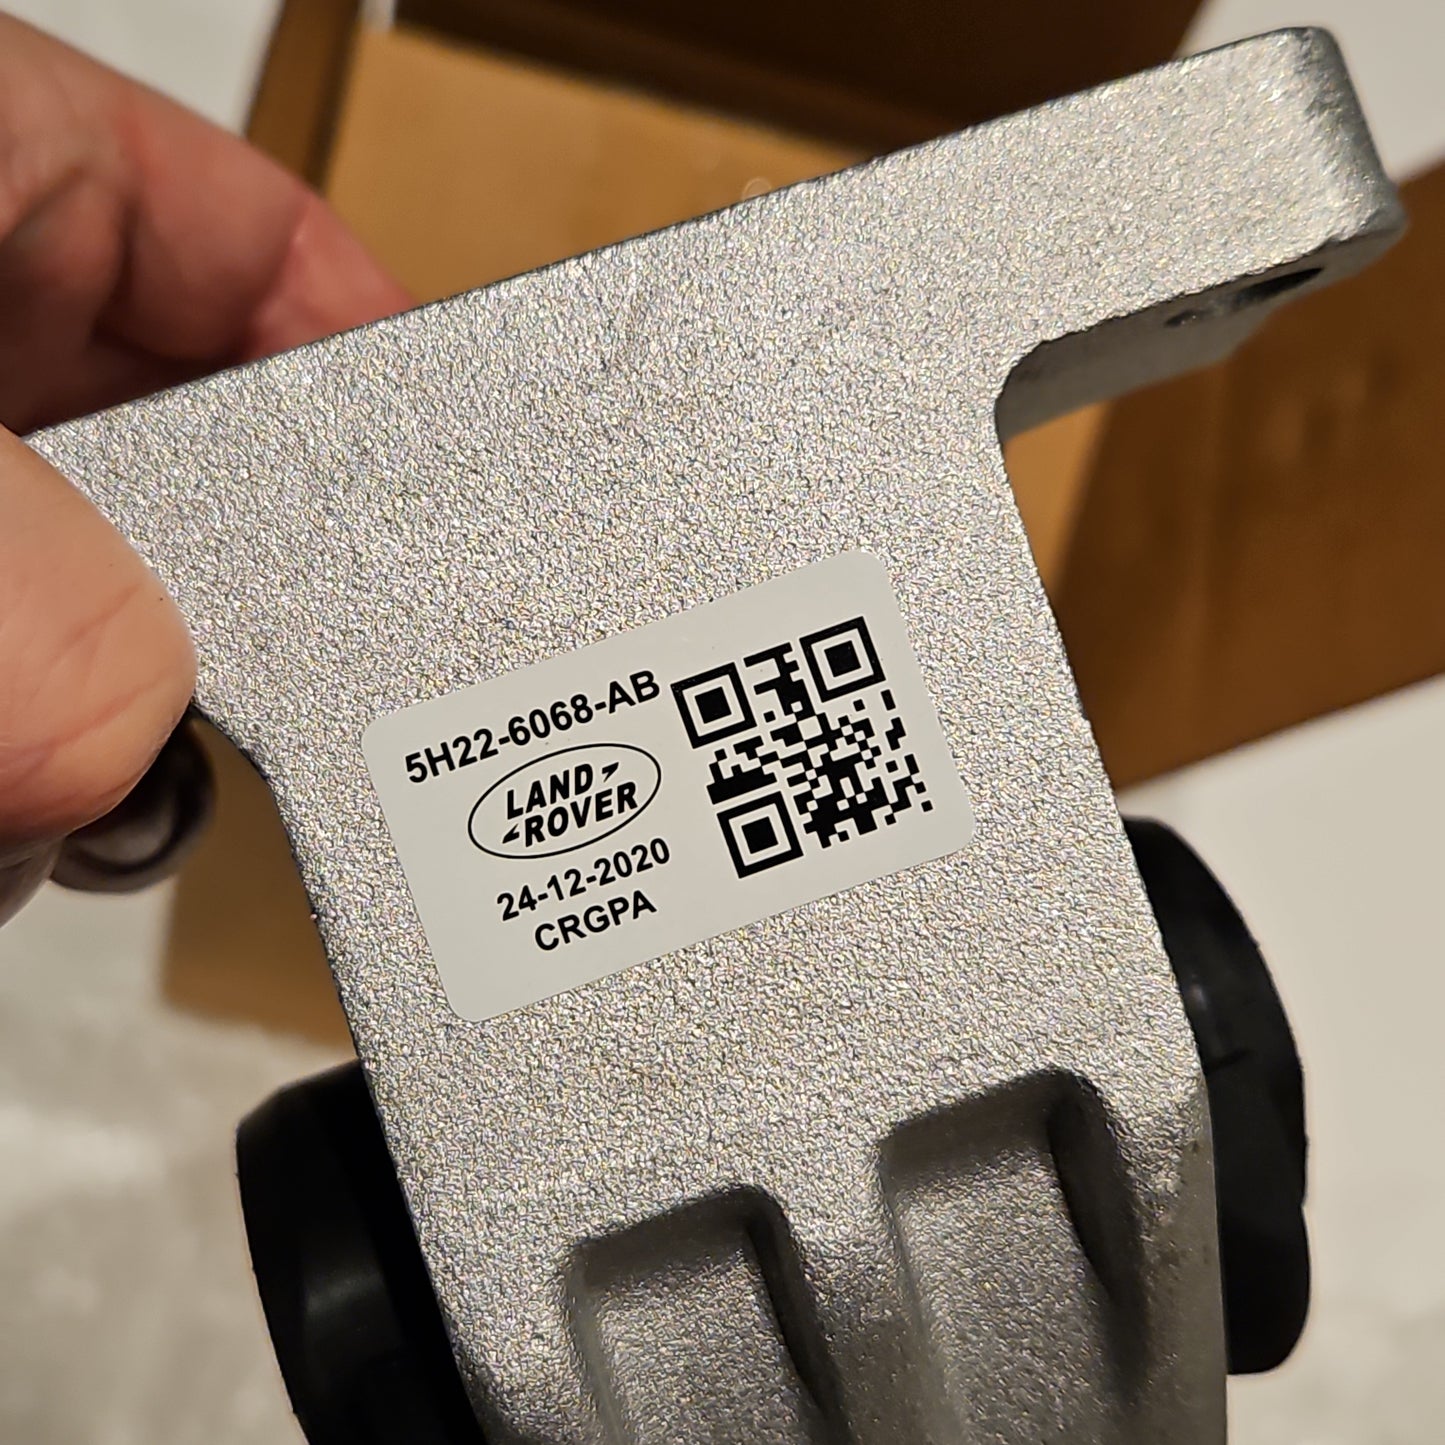 5H22-6068-AB
LAND
ROVER
24-12-2020
CRGPA